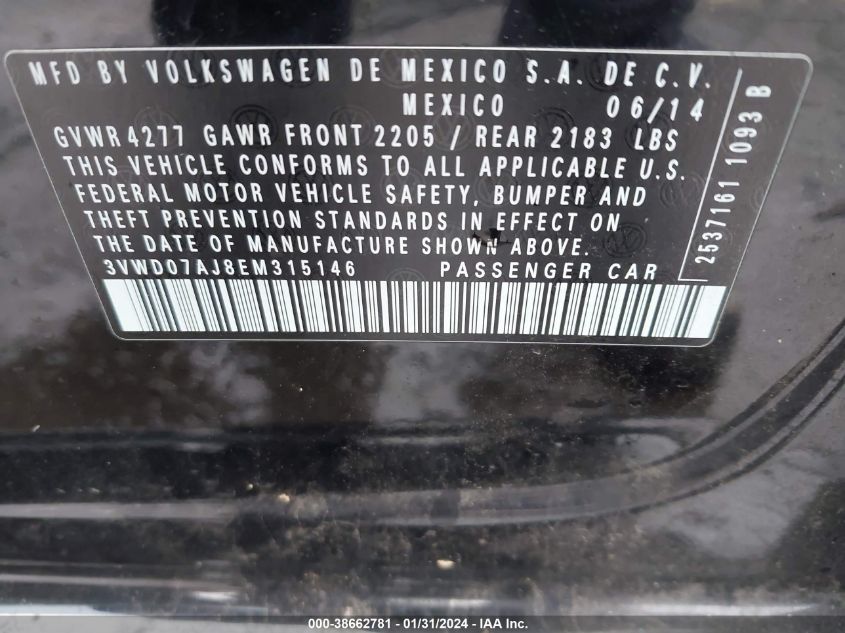 MFD BY VOLKSWAGEN DE MEXICO S.A. DE C.V.
MEXICO 06/14
GVWR 4277 GAWR FRONT 2205 / REAR 2183 LBS
THIS VEHICLE CONFORMS TO ALL APPLICABLE U.S.
FEDERAL MOTOR VEHICLE SAFETY, BUMPER AND
THEFT PREVENTION STANDARDS IN EFFECT ON
THE DATE OF MANUFACTURE SHOWN ABOVE.
3VWD07AJ8EM315146 PASSENGER CAR
2537161 1093 B
000-38662781 - 01/31/2024 - IAA Inc.